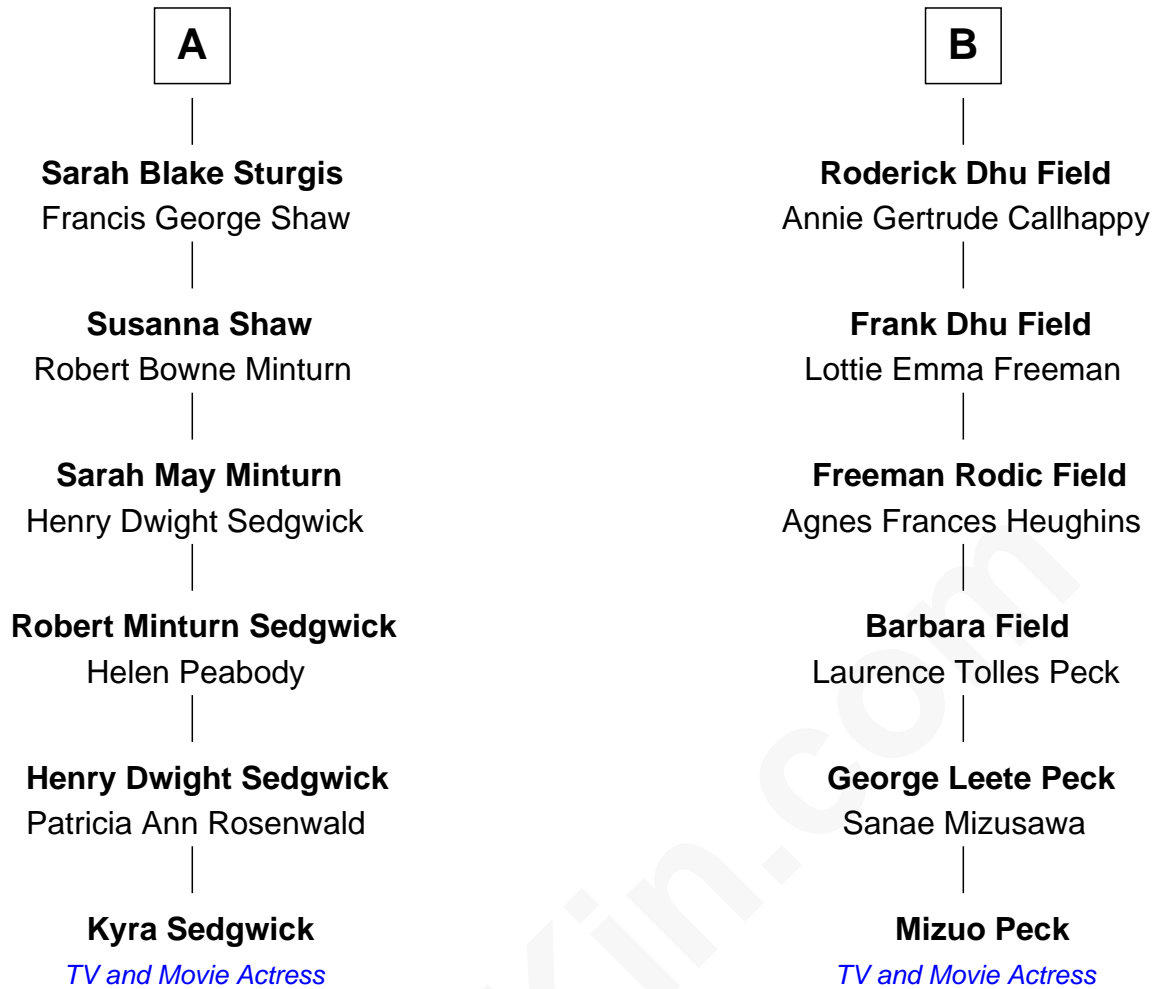 A
Sarah Blake Sturgis
Francis George Shaw
Susanna Shaw
Robert Bowne Minturn
Sarah May Minturn
Henry Dwight Sedgwick
Robert Minturn Sedgwick
Helen Peabody
Henry Dwight Sedgwick
Patricia Ann Rosenwald
Kyra Sedgwick
TV and Movie Actress
B
Roderick Dhu Field
Annie Gertrude Callhappy
Frank Dhu Field
Lottie Emma Freeman
Freeman Rodic Field
Agnes Frances Heughins
Barbara Field
Laurence Tolles Peck
George Leete Peck
Sanae Mizusawa
Mizuo Peck
TV and Movie Actress
Kin.com